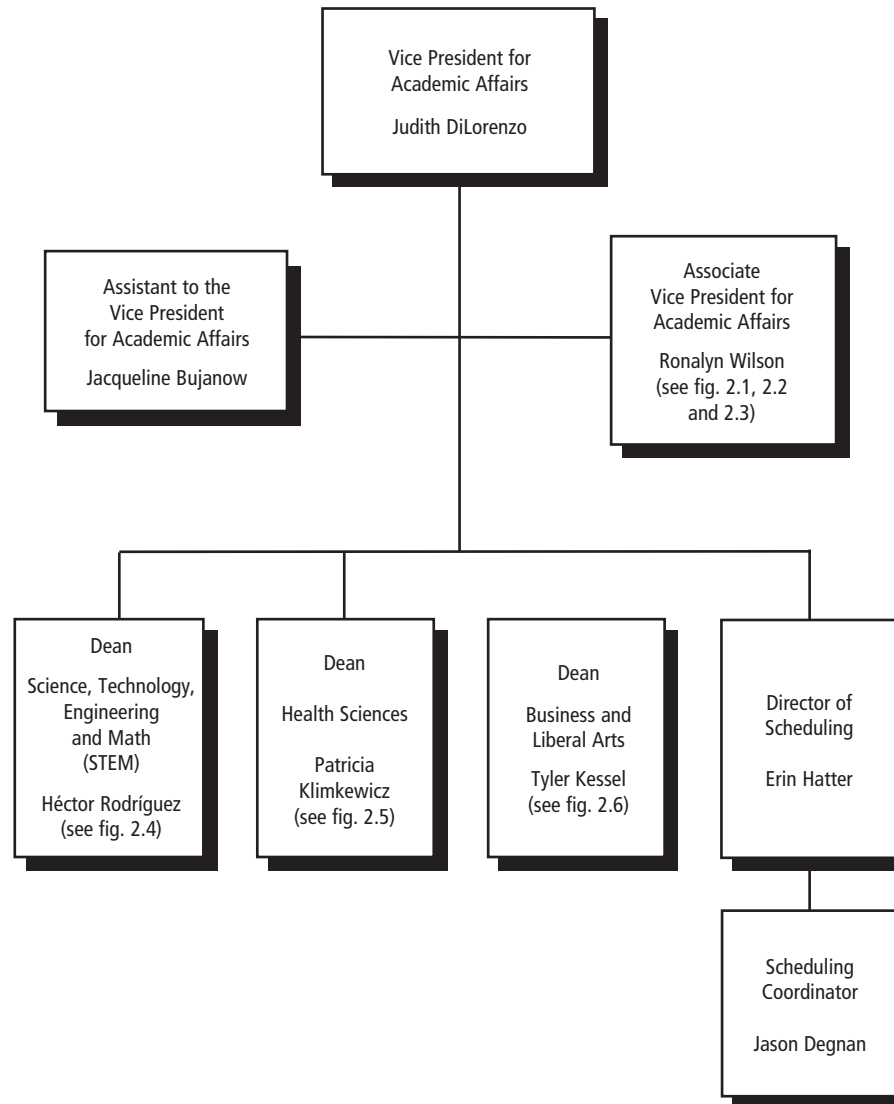 Vice President for
Academic Affairs
Judith DiLorenzo
Assistant to the
Vice President
for Academic Affairs
Jacqueline Bujanow
Associate
Vice President for
Academic Affairs
Ronalyn Wilson
(see fig. 2.1, 2.2
and 2.3)
Dean
Science, Technology,
Engineering
and Math
(STEM)
Héctor Rodríguez
(see fig. 2.4)
Dean
Health Sciences
Patricia
Klimkewicz
(see fig. 2.5)
Dean
Business and
Liberal Arts
Tyler Kessel
(see fig. 2.6)
Director of
Scheduling
Erin Hatter
Scheduling
Coordinator
Jason Degnan